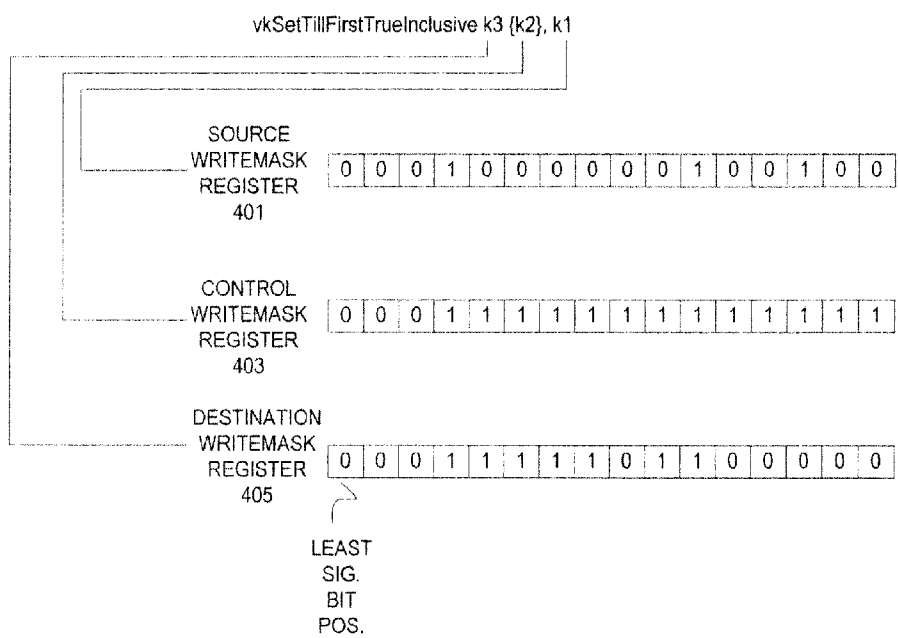 vkSetTillFirstTrueInclusive k3 {k2}, k1
SOURCE
WRITEMASK
REGISTER
401
0 0 0 1 0 0 0 0 0 0 1 0 0 1 0 0
CONTROL
WRITEMASK
REGISTER
403
0 0 0 1 1 1 1 1 1 1 1 1 1 1 1 1
DESTINATION
WRITEMASK
REGISTER
405
0 0 0 1 1 1 1 1 0 1 1 0 0 0 0 0
LEAST
SIG.
BIT
POS.